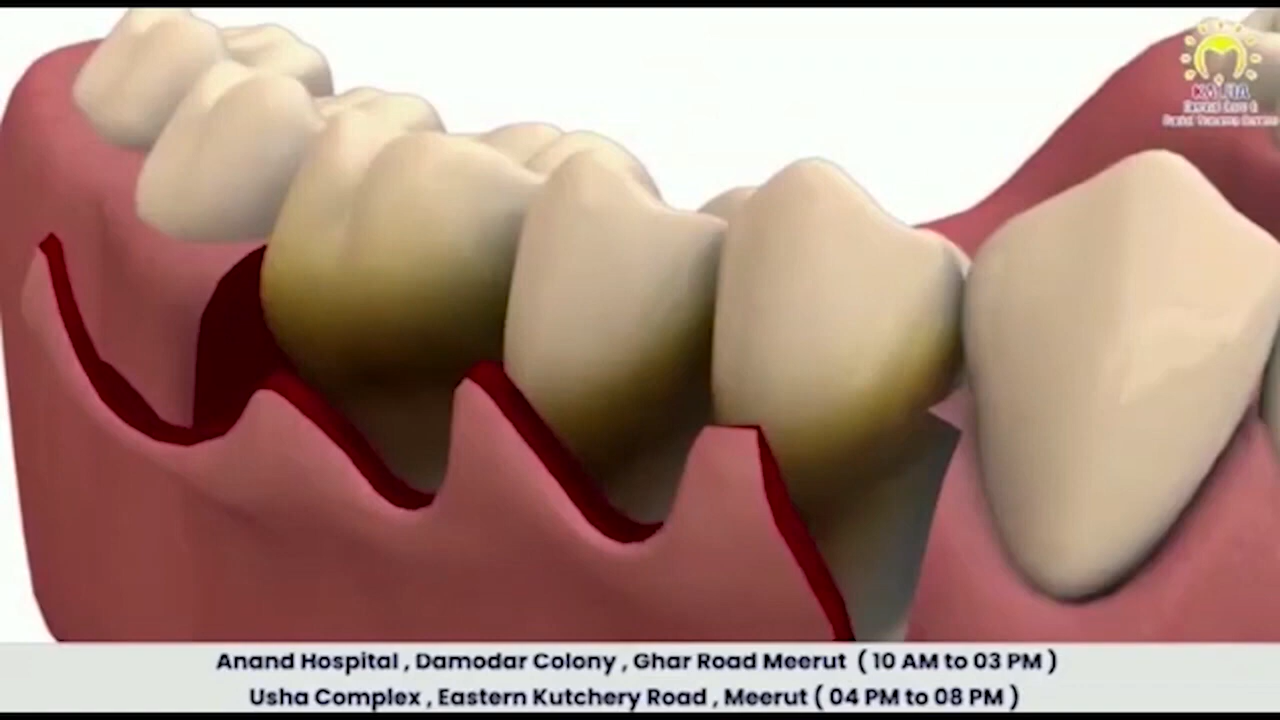 KALRA
Anand Hospital , Damodar Colony , Ghar Road Meerut ( 10 AM to 03 PM )
Usha Complex , Eastern Kutchery Road , Meerut ( 04 PM to 08 PM )